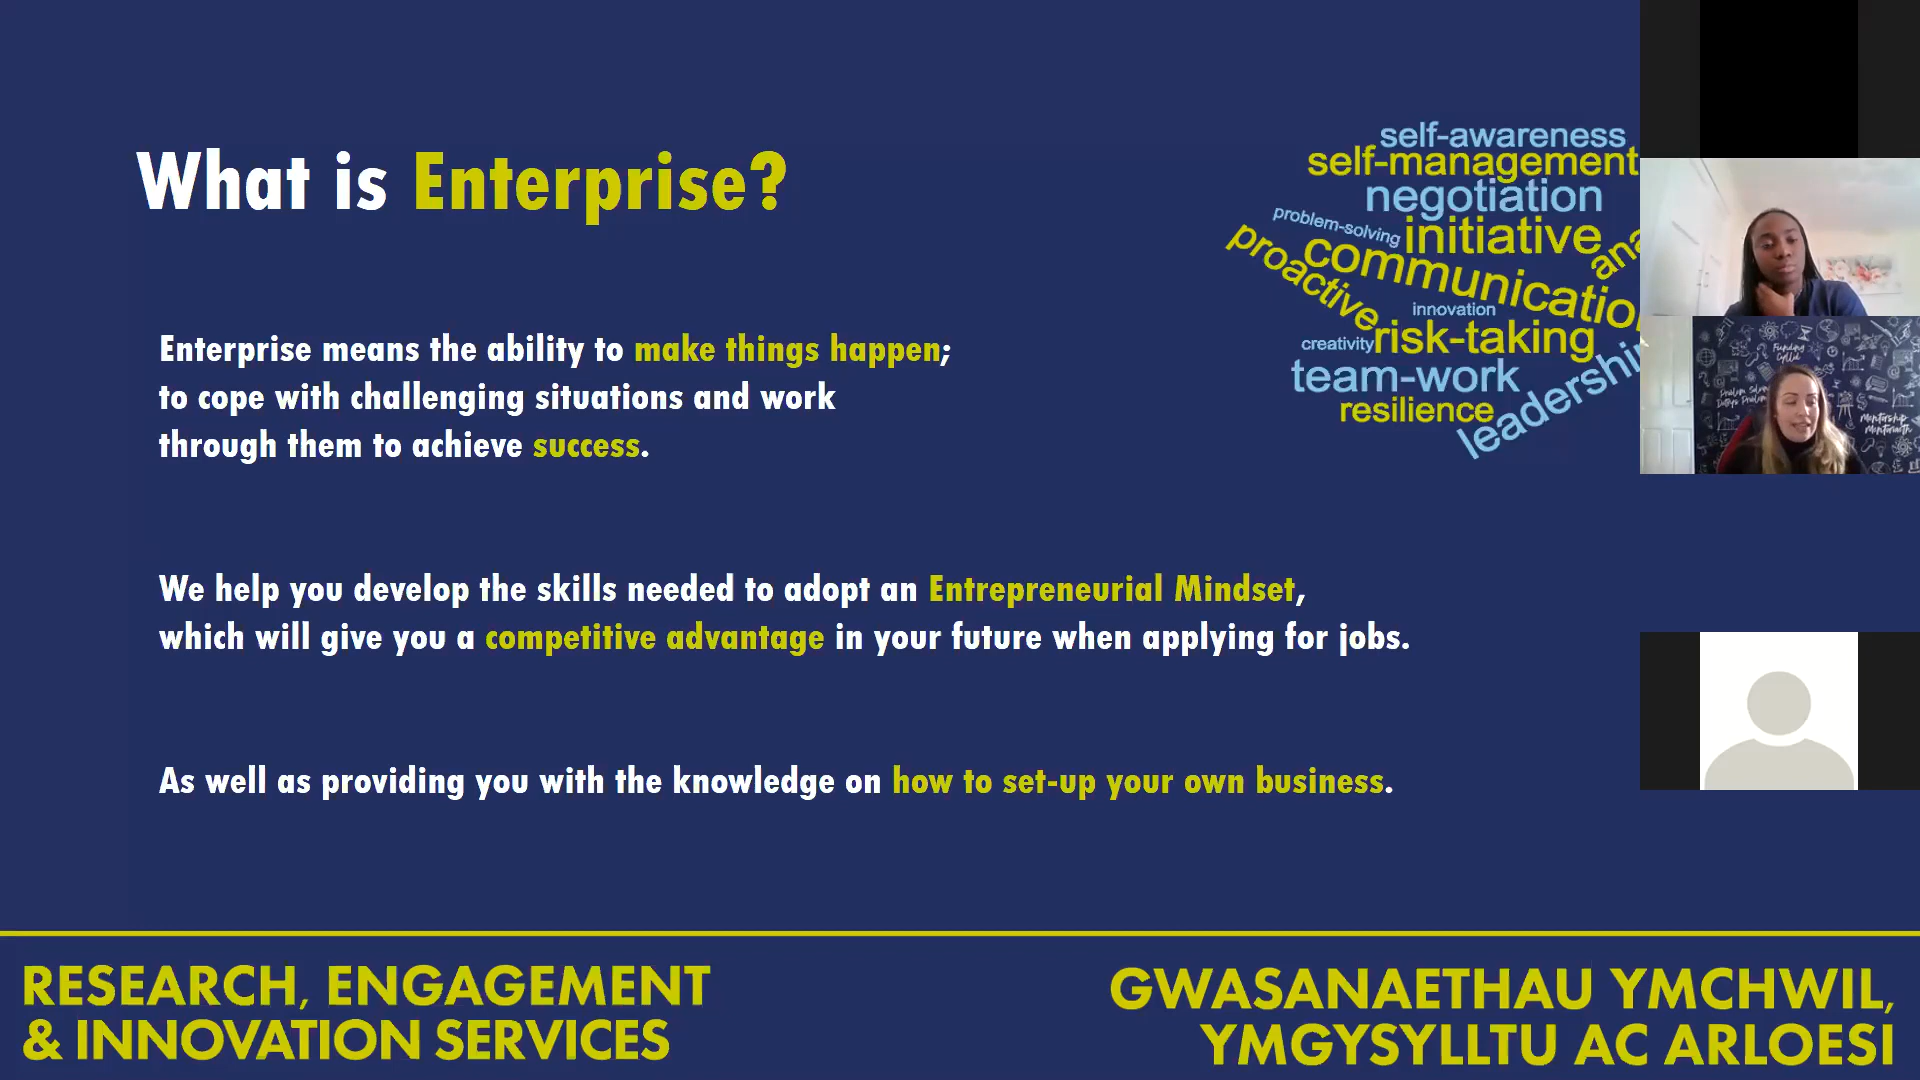 What is Enterprise?
Enterprise means the ability to make things happen;
to cope with challenging situations and work
through them to achieve success.
We help you develop the skills needed to adopt an Entrepreneurial Mindset,
which will give you a competitive advantage in your future when applying for jobs.
As well as providing you with the knowledge on how to set-up your own business.
self-awareness
self-management
negotiation
problem-solving
initiative
proactive
communication
innovation
creativity
risk-taking
team-work
resilience
leadership
Funding
Cyllid
Mentorship
RESEARCH, ENGAGEMENT
& INNOVATION SERVICES
GWASANAETHAU YMCHWIL,
YMGYSYLLTU AC ARLOESI